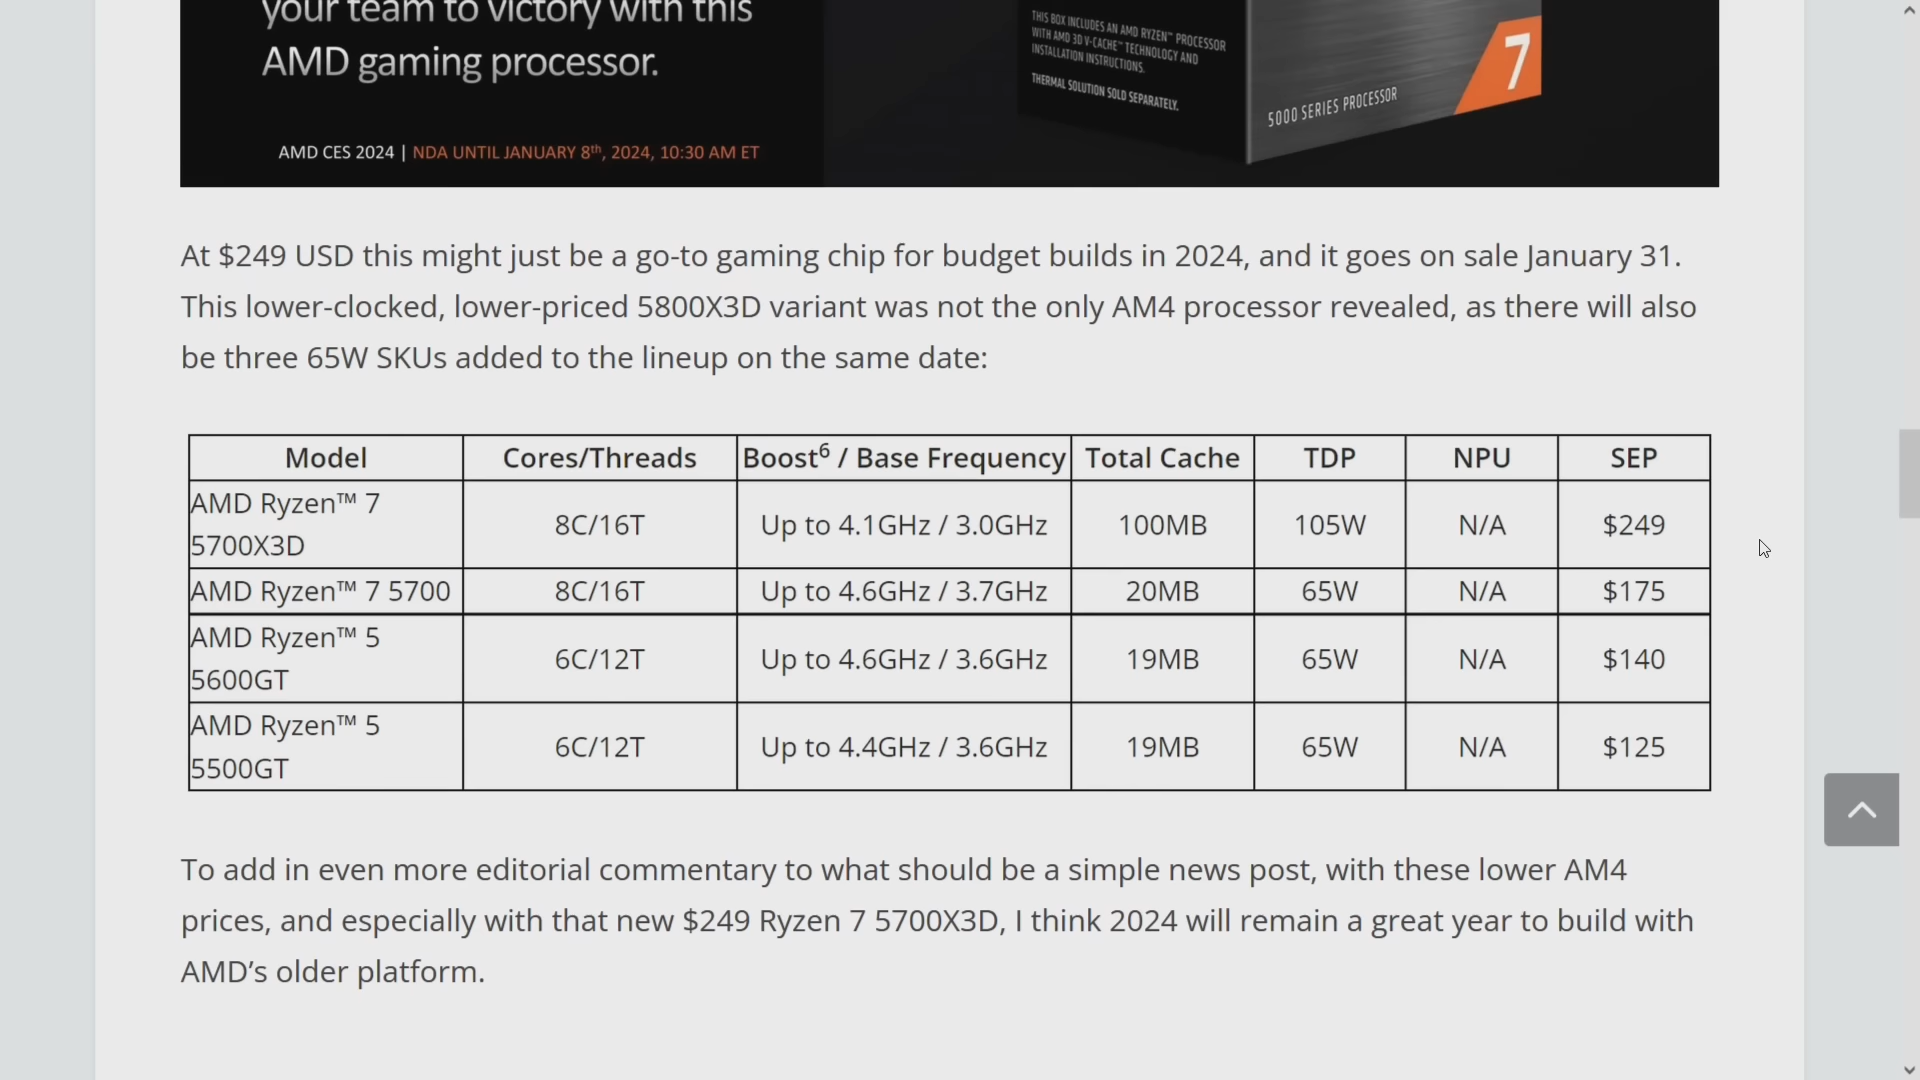 your team to victory with this
AMD gaming processor.
AMD CES 2024 | NDA UNTIL JANUARY 8th, 2024, 10:30 AM ET
THIS BOX INCLUDES AN AMD RYZEN™ PROCESSOR
WITH AMD 3D V-CACHE™ TECHNOLOGY AND
INSTALLATION INSTRUCTIONS.
THERMAL SOLUTION SOLD SEPARATELY.
5000 SERIES PROCESSOR
7
At $249 USD this might just be a go-to gaming chip for budget builds in 2024, and it goes on sale January 31.
This lower-clocked, lower-priced 5800X3D variant was not the only AM4 processor revealed, as there will also
be three 65W SKUs added to the lineup on the same date:
Model Cores/Threads Boost6 / Base Frequency Total Cache TDP NPU SEP
AMD Ryzen™ 7
5700X3D 8C/16T Up to 4.1GHz / 3.0GHz 100MB 105W N/A $249
AMD Ryzen™ 7 5700 8C/16T Up to 4.6GHz / 3.7GHz 20MB 65W N/A $175
AMD Ryzen™ 5
5600GT 6C/12T Up to 4.6GHz / 3.6GHz 19MB 65W N/A $140
AMD Ryzen™ 5
5500GT 6C/12T Up to 4.4GHz / 3.6GHz 19MB 65W N/A $125
To add in even more editorial commentary to what should be a simple news post, with these lower AM4
prices, and especially with that new $249 Ryzen 7 5700X3D, I think 2024 will remain a great year to build with
AMD's older platform.